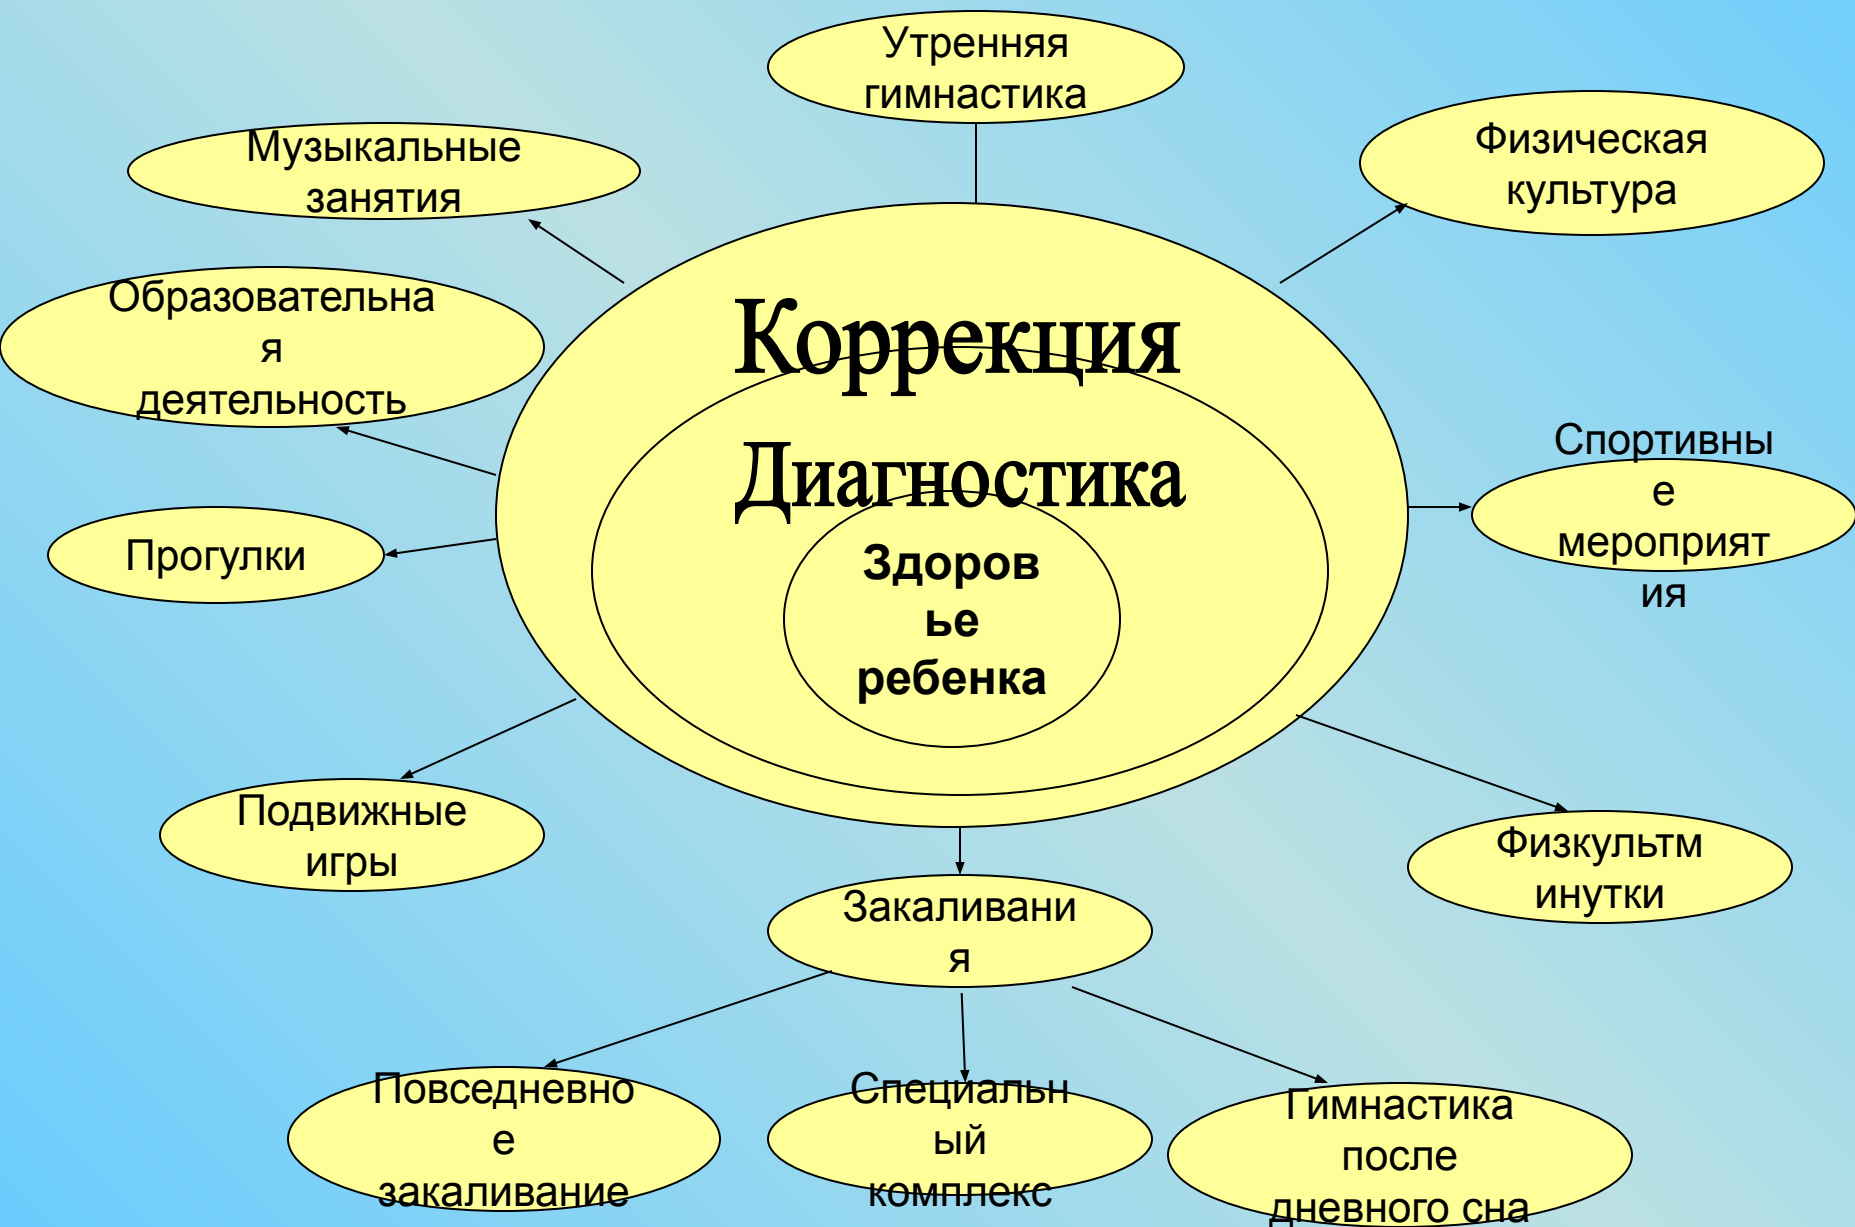 Утренняя
гимнастика
Музыкальные
занятия
Физическая
культура
Образовательна
я
деятельность
Коррекция
Диагностика
Здоров
ье
ребенка
Спортивны
е
мероприят
ия
Прогулки
Подвижные
игры
Физкультм
инутки
Закаливани
я
Повседневно
е
закаливание
Специальн
ый
комплекс
Гимнастика
после
дневного сна